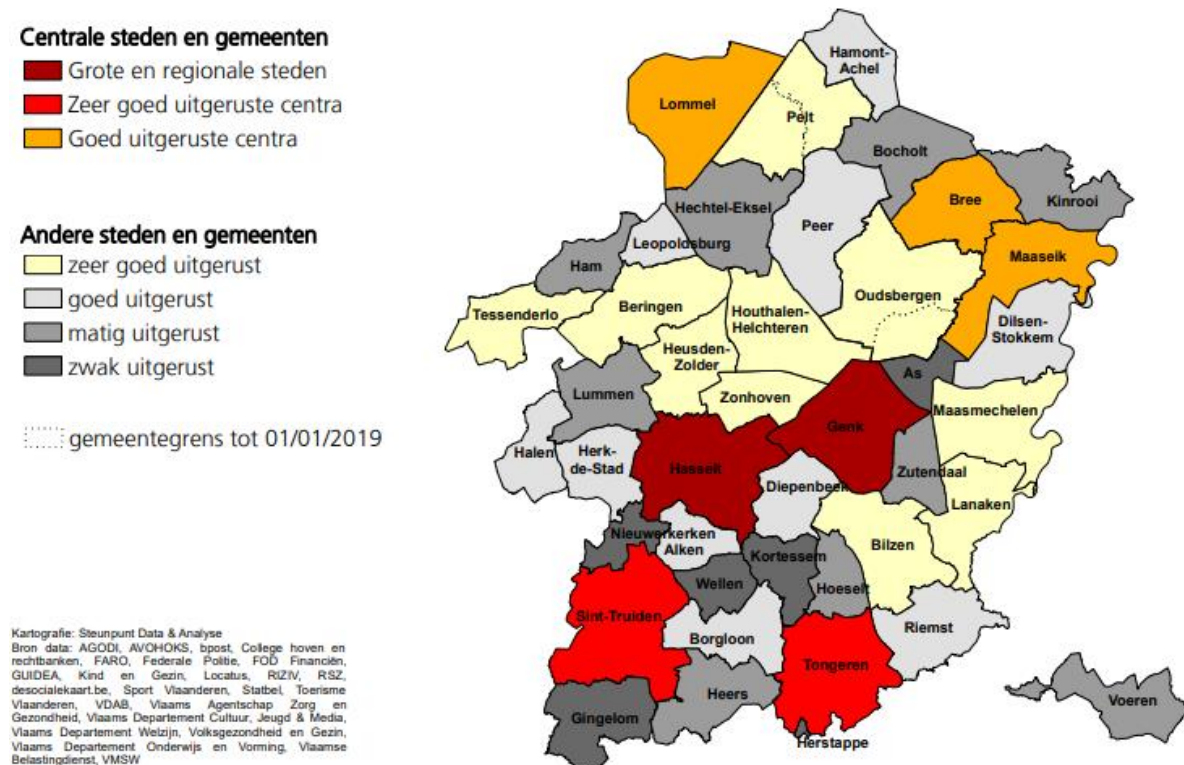 Centrale steden en gemeenten
Grote en regionale steden
Zeer goed uitgeruste centra
Goed uitgeruste centra
Andere steden en gemeenten
zeer goed uitgerust
goed uitgerust
matig uitgerust
zwak uitgerust
gemeentegrens tot 01/01/2019
Kartografie: Steunpunt Data & Analyse
Bron data: AGODI, AVOHOKS, bpost, College hoven en
rechtbanken, FARO, Federale Politie, FOD Financiën,
GUIDEA, Kind en Gezin, Locatus, RIZIV, RSZ,
desocialekaart.be, Sport Vlaanderen, Statbel, Toerisme
Vlaanderen, VDAB, Vlaams Agentschap Zorg en
Gezondheid, Vlaams Departement Cultuur, Jeugd & Media,
Vlaams Departement Welzijn, Volksgezondheid en Gezin,
Vlaams Departement Onderwijs en Vorming, Vlaamse
Belastingdienst, VMSW
Hamont-
Achel
Lommel
Pelt
Bocholt
Bree
Kinrooi
Hechtel-Eksel
Peer
Leopoldsburg
Maaseik
Ham
Oudsbergen
Tessenderlo
Beringen
Houthalen-
Helchteren
Dilsen-
Stokkem
Heusden-
Zolder
As
Lummen
Zonhoven
Maasmechelen
Genk
Halen
Herk-
de-Stad
Hasselt
Zutendaal
Diepenbeek
Lanaken
Nieuwerkerken
Alken
Kortessem
Bilzen
Wellen
Hoeselt
Sint-Truiden
Riemst
Borgloon
Tongeren
Heers
Voeren
Gingelom
Herstappe